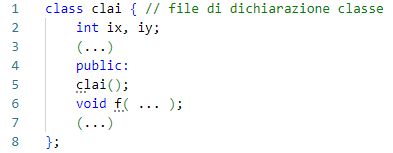 1 class clai { // file di dichiarazione classe
2 int ix, iy;
3 (...)
4 public:
5 clai();
6 void f( ... );
7 (...)
8 };